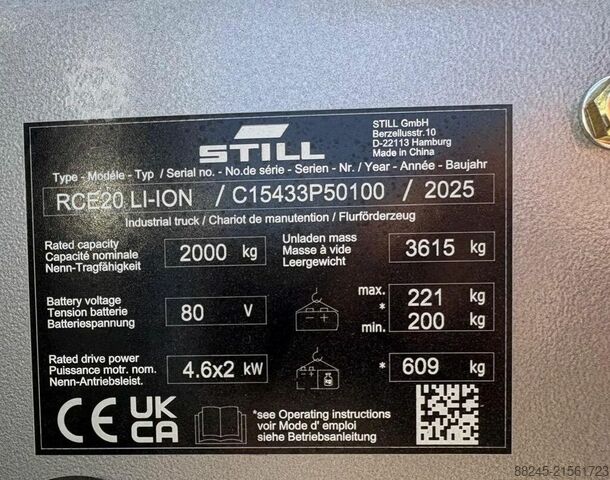 STILL
STILL GmbH
Berzeliusstr.10
D-22113 Hamburg
Made in China
Type - Modéle - Typ / Serial no. - No.de série - Serien - Nr. / Year - Année - Baujahr
RCE20 LI-ION / C15433P50100 / 2025
Industrial truck / Chariot de manutention / Flurförderzeug
Rated capacity
Capacité nominale
Nenn-Tragfähigkeit
2000 kg
Unladen mass
Masse à vide
Leergewicht
3615 kg
Battery voltage
Tension batterie
Batteriespannung
80 V
max. 221 kg
*
min. 200 kg
Rated drive power
Puissance motr. nom.
Nenn-Antriebsleist.
4.6x2 kW
* 609 kg
CE UK
CA
*see Operating instructions
voir Mode d' emploi
siehe Betriebsanleitung
88245-21561723